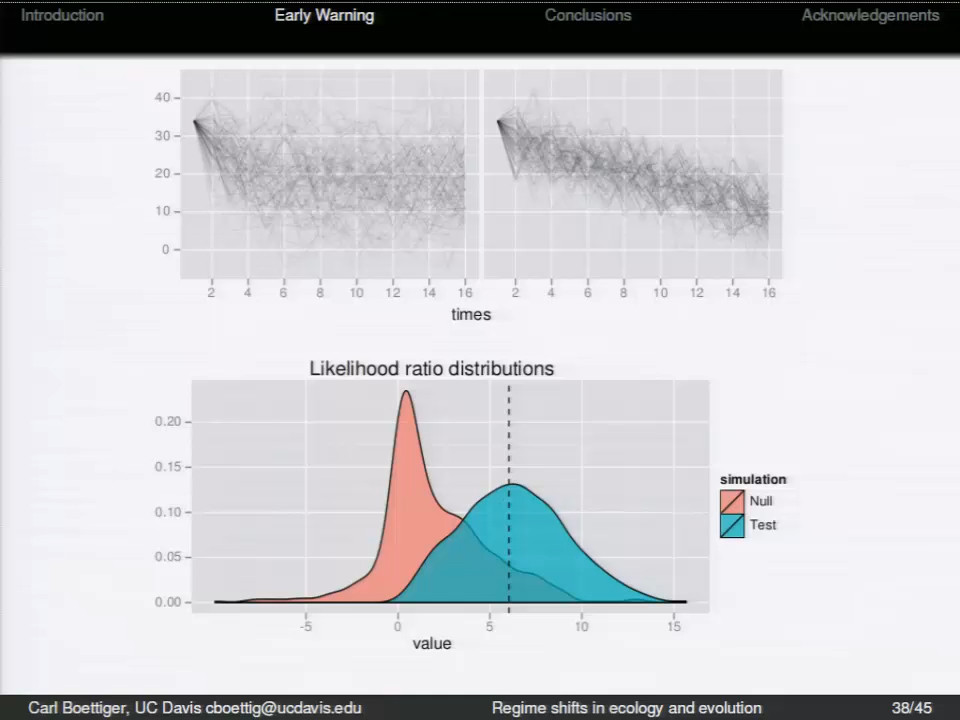 Introduction Early Warning Conclusions Acknowledgements
40
30
20
10
0
2 4 6 8 10 12 14 16 2 4 6 8 10 12 14 16
times
Likelihood ratio distributions
0.20
0.15
0.10
0.05
0.00
-5 0 5 10 15
value
simulation
Null
Test
Carl Boettiger, UC Davis cboettig@ucdavis.edu Regime shifts in ecology and evolution 38/45